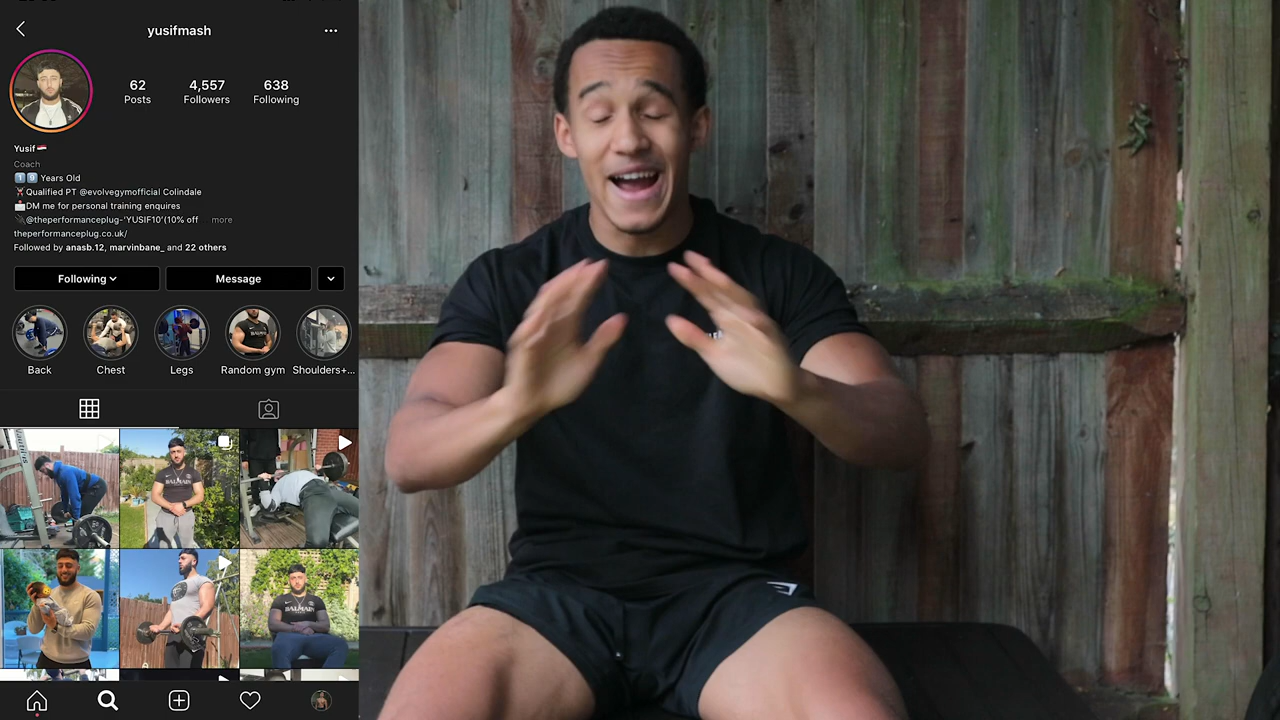 yusifmash
62
Posts
4,557
Followers
638
Following
Yusif
Coach
1️⃣9️⃣ Years Old
Qualified PT @evolvegymofficial Colindale
DM me for personal training enquires
@theperformanceplug-'YUSIF10'(10% off more
theperformanceplug.co.uk/
Followed by anasb.12, marvinbane_ and 22 others
Following
Message
Back
Chest
Legs
Random gym
Shoulders+...
BALMAIN
BALMAIN